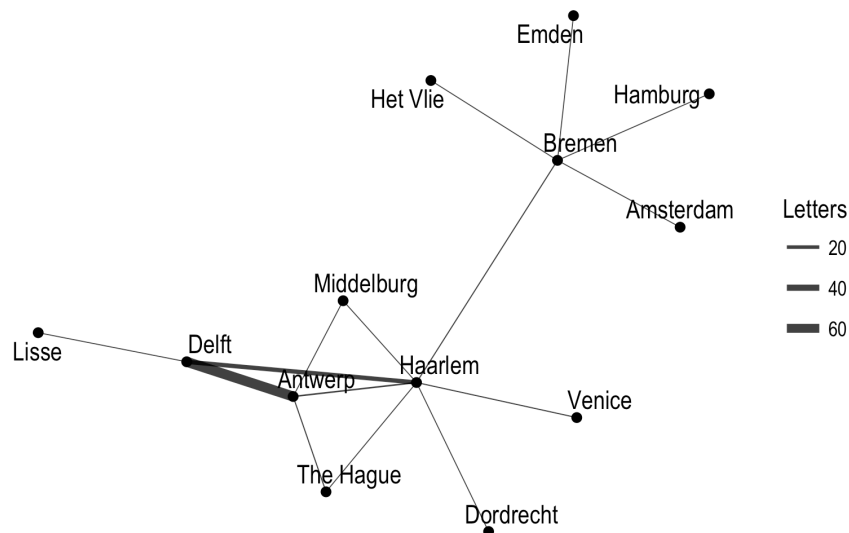 Emden
Het Vlie
Hamburg
Bremen
Amsterdam
Letters
20
40
60
Middelburg
Lisse
Delft
Antwerp
Haarlem
Venice
The Hague
Dordrecht